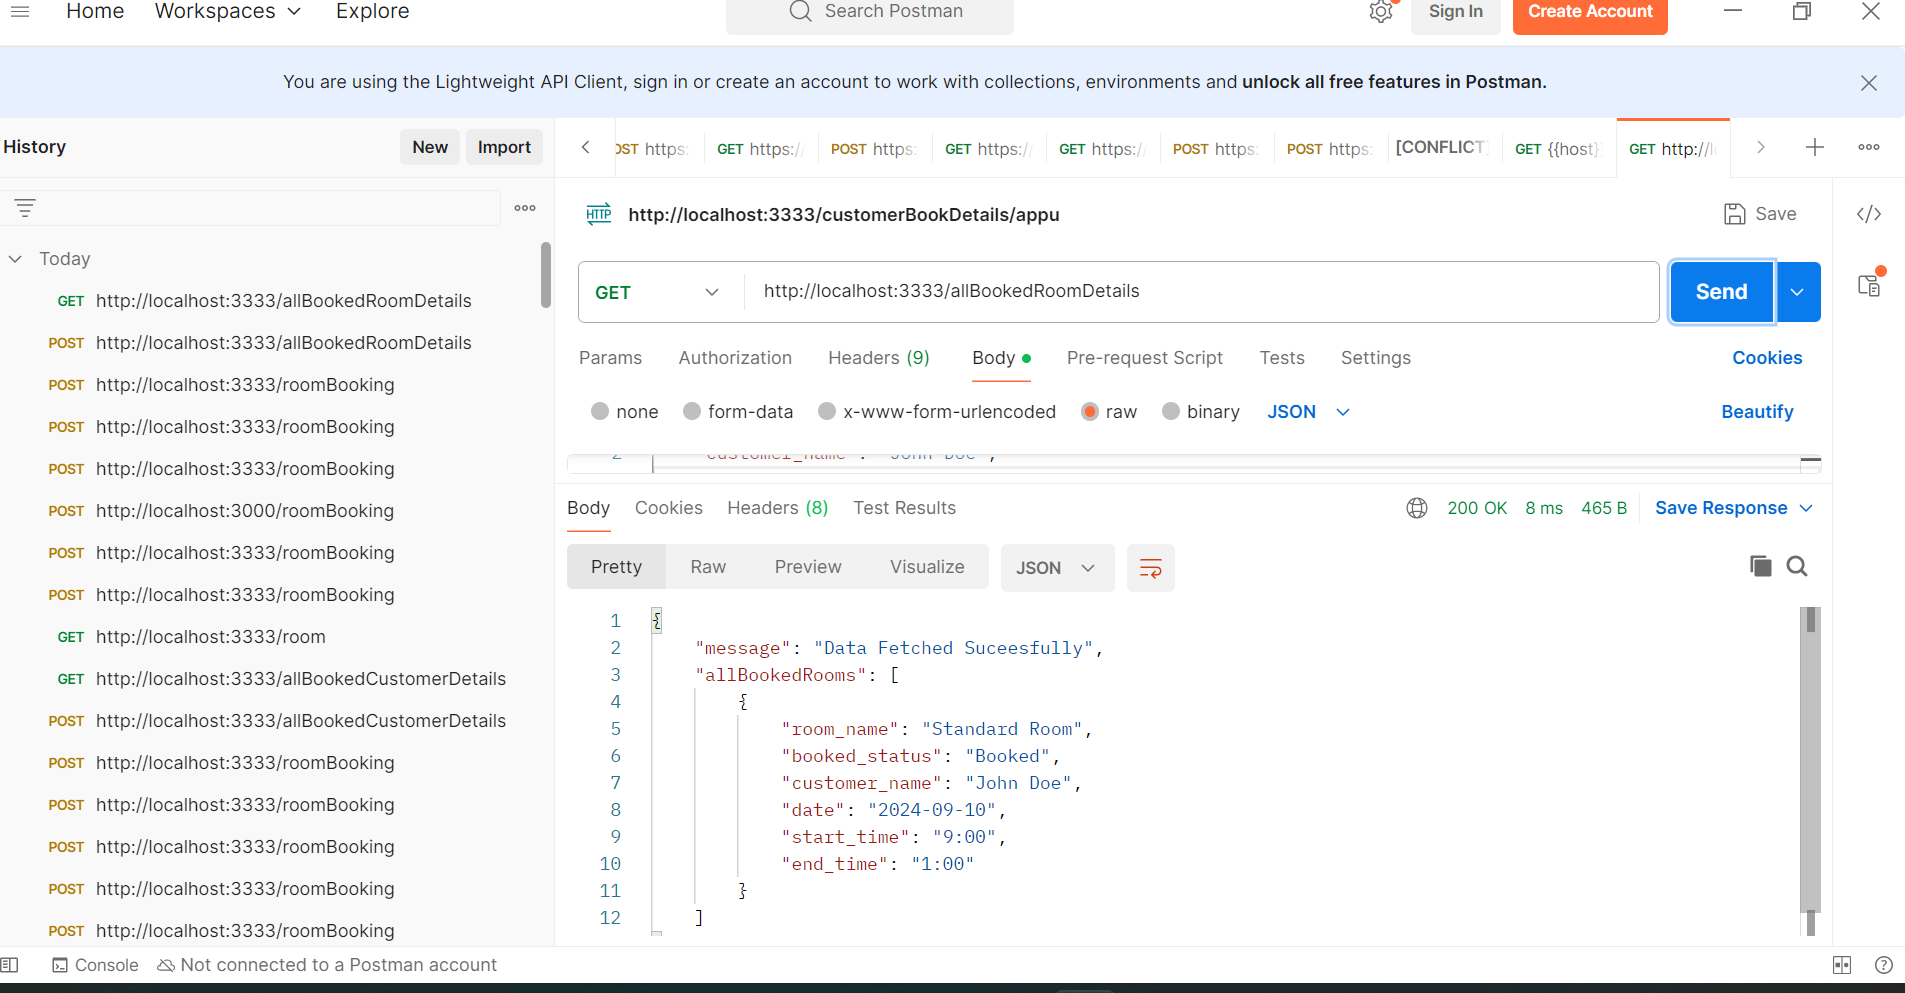 Home Workspaces Explore Search Postman Sign In Create Account
You are using the Lightweight API Client, sign in or create an account to work with collections, environments and unlock all free features in Postman.
History New Import
OST https: GET https:/ POST https: GET https:/ GET https:/ POST https: POST https: [CONFLICT] GET {{host} GET http://l
HTTP http://localhost:3333/customerBookDetails/appu Save
Today
GET http://localhost:3333/allBookedRoomDetails
POST http://localhost:3333/allBookedRoomDetails
POST http://localhost:3333/roomBooking
POST http://localhost:3333/roomBooking
POST http://localhost:3333/roomBooking
POST http://localhost:3000/roomBooking
POST http://localhost:3333/roomBooking
POST http://localhost:3333/roomBooking
GET http://localhost:3333/room
GET http://localhost:3333/allBookedCustomerDetails
POST http://localhost:3333/allBookedCustomerDetails
POST http://localhost:3333/roomBooking
POST http://localhost:3333/roomBooking
POST http://localhost:3333/roomBooking
POST http://localhost:3333/roomBooking
POST http://localhost:3333/roomBooking
GET http://localhost:3333/allBookedRoomDetails Send
Params Authorization Headers (9) Body Pre-request Script Tests Settings Cookies
none form-data x-www-form-urlencoded raw binary JSON Beautify
2 "customer_name": "John Doe",
Body Cookies Headers (8) Test Results 200 OK 8 ms 465 B Save Response
Pretty Raw Preview Visualize JSON
1 {
2 "message": "Data Fetched Suceesfully",
3 "allBookedRooms": [
4 {
5 "room_name": "Standard Room",
6 "booked_status": "Booked",
7 "customer_name": "John Doe",
8 "date": "2024-09-10",
9 "start_time": "9:00",
10 "end_time": "1:00"
11 }
12 ]
Console Not connected to a Postman account